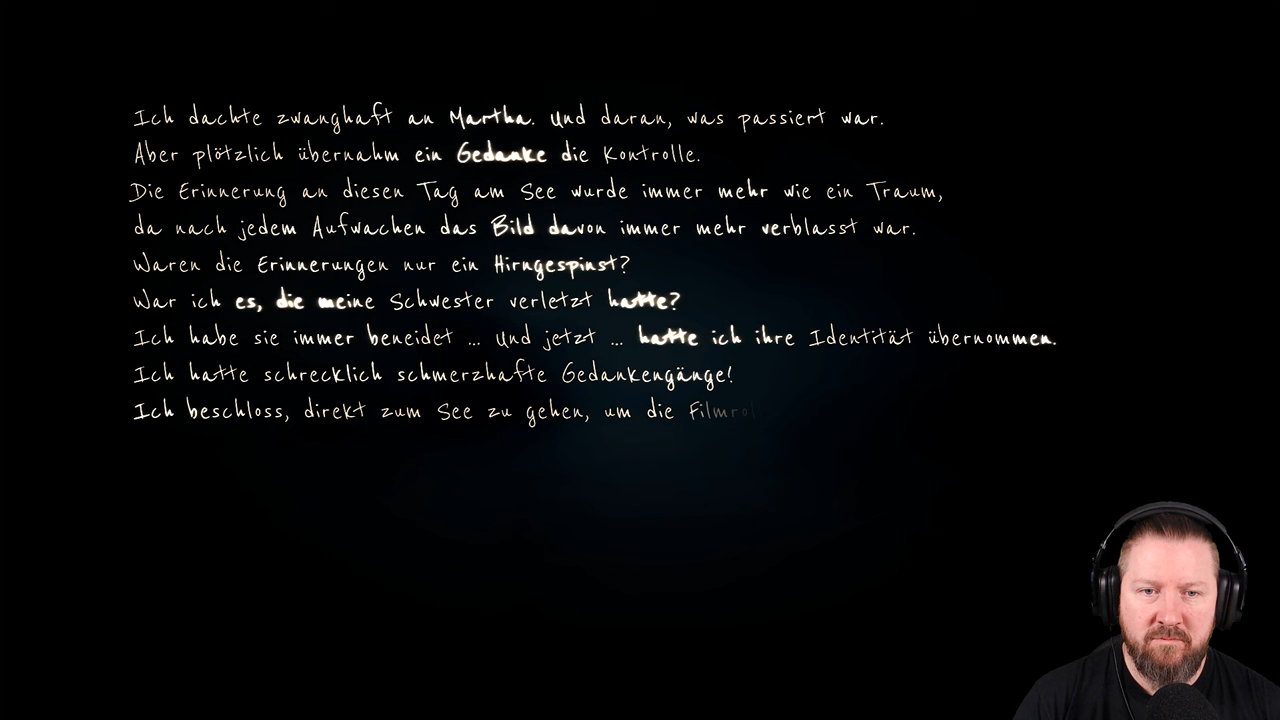 Ich dachte zwanghaft an Martha. Und daran, was passiert war.
Aber plötzlich übernahm ein Gedanke die Kontrolle.
Die Erinnerung an diesen Tag am See wurde immer mehr wie ein Traum,
da nach jedem Aufwachen das Bild davon immer mehr verblasst war.
Waren die Erinnerungen nur ein Hirngespinst?
War ich es, die meine Schwester verletzt hatte?
Ich habe sie immer beneidet ... Und jetzt ... hatte ich ihre Identität übernommen.
Ich hatte schrecklich schmerzhafte Gedankengänge!
Ich beschloss, direkt zum See zu gehen, um die